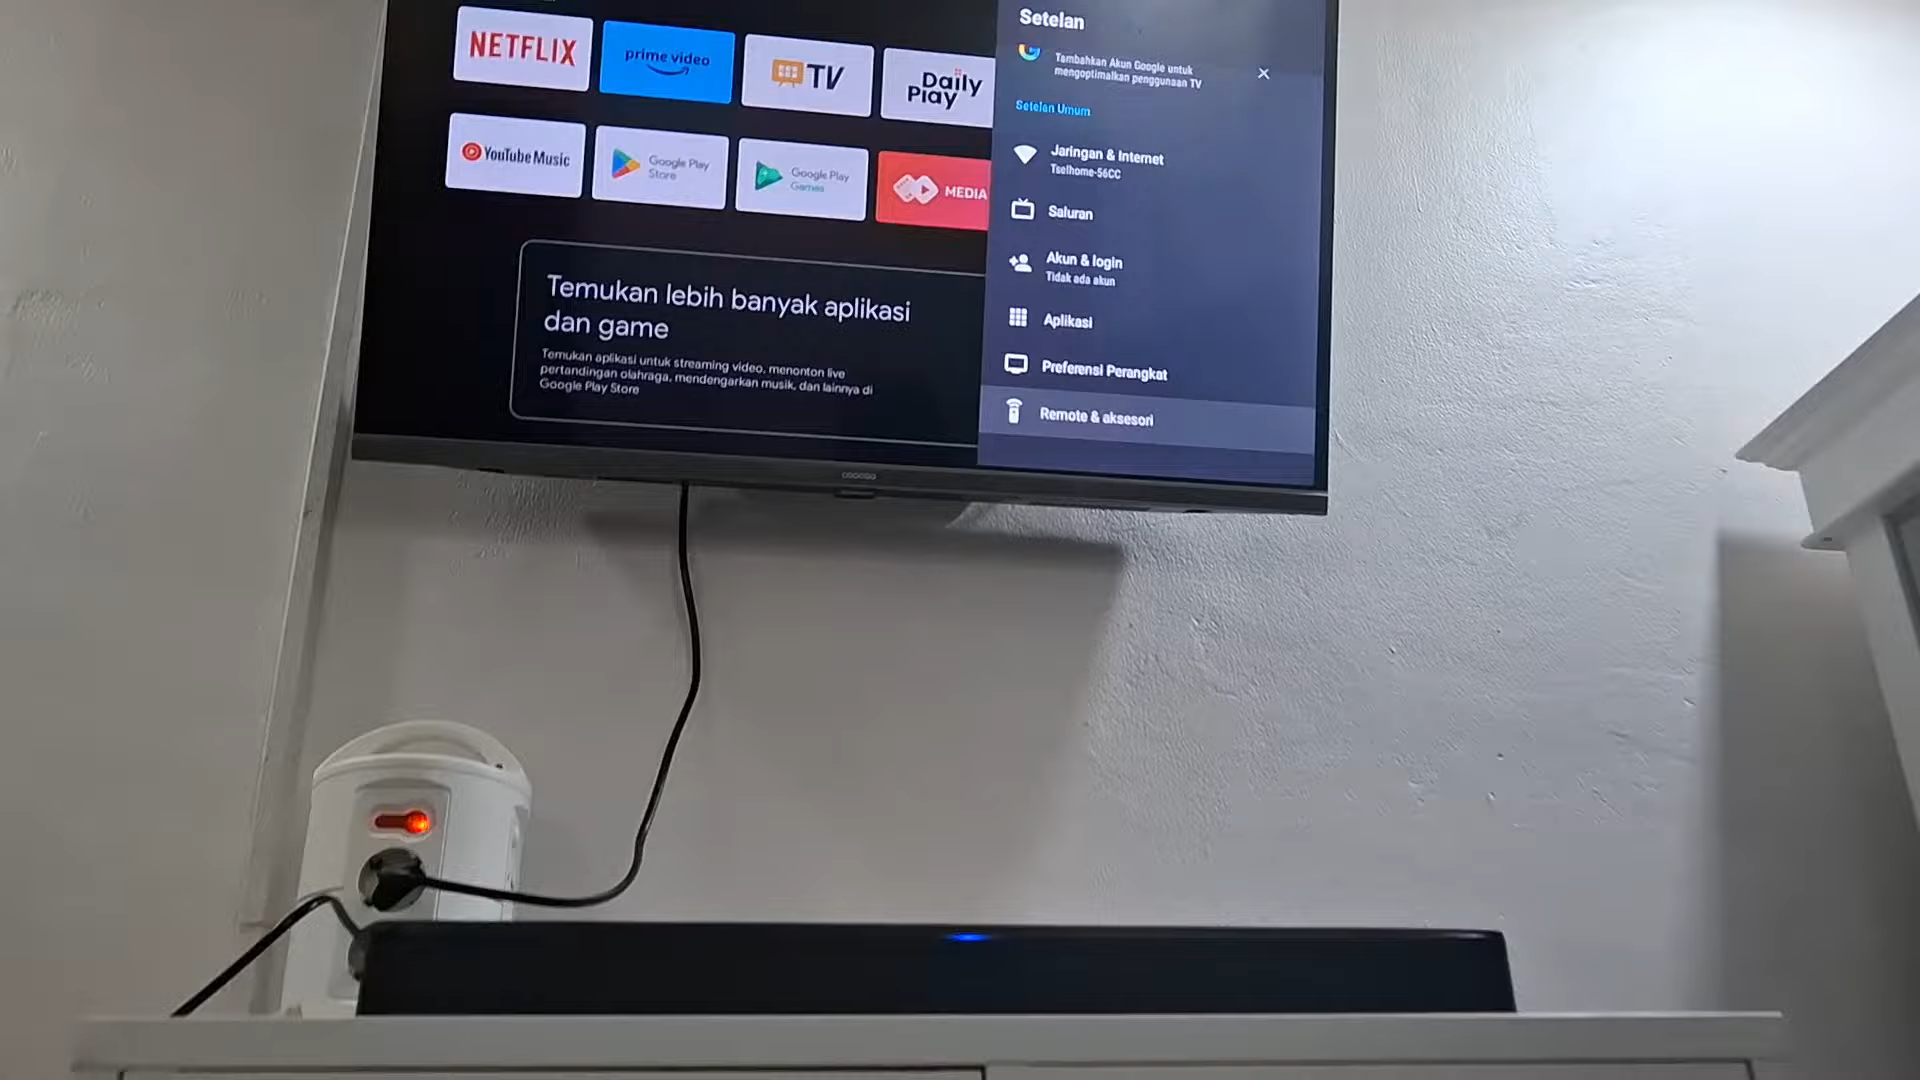 NETFLIX
prime video
TV
Daily
Play
YouTube Music
Google Play
Store
Google Play
Games
MEDIA
Temukan lebih banyak aplikasi
dan game
Temukan aplikasi untuk streaming video, menonton live
pertandingan olahraga, mendengarkan musik, dan lainnya di
Google Play Store
Setelan
Tambahkan Akun Google untuk
mengoptimalkan penggunaan TV
Setelan Umum
Jaringan & Internet
Tselhome-56CC
Saluran
Akun & login
Tidak ada akun
Aplikasi
Preferensi Perangkat
Remote & aksesori